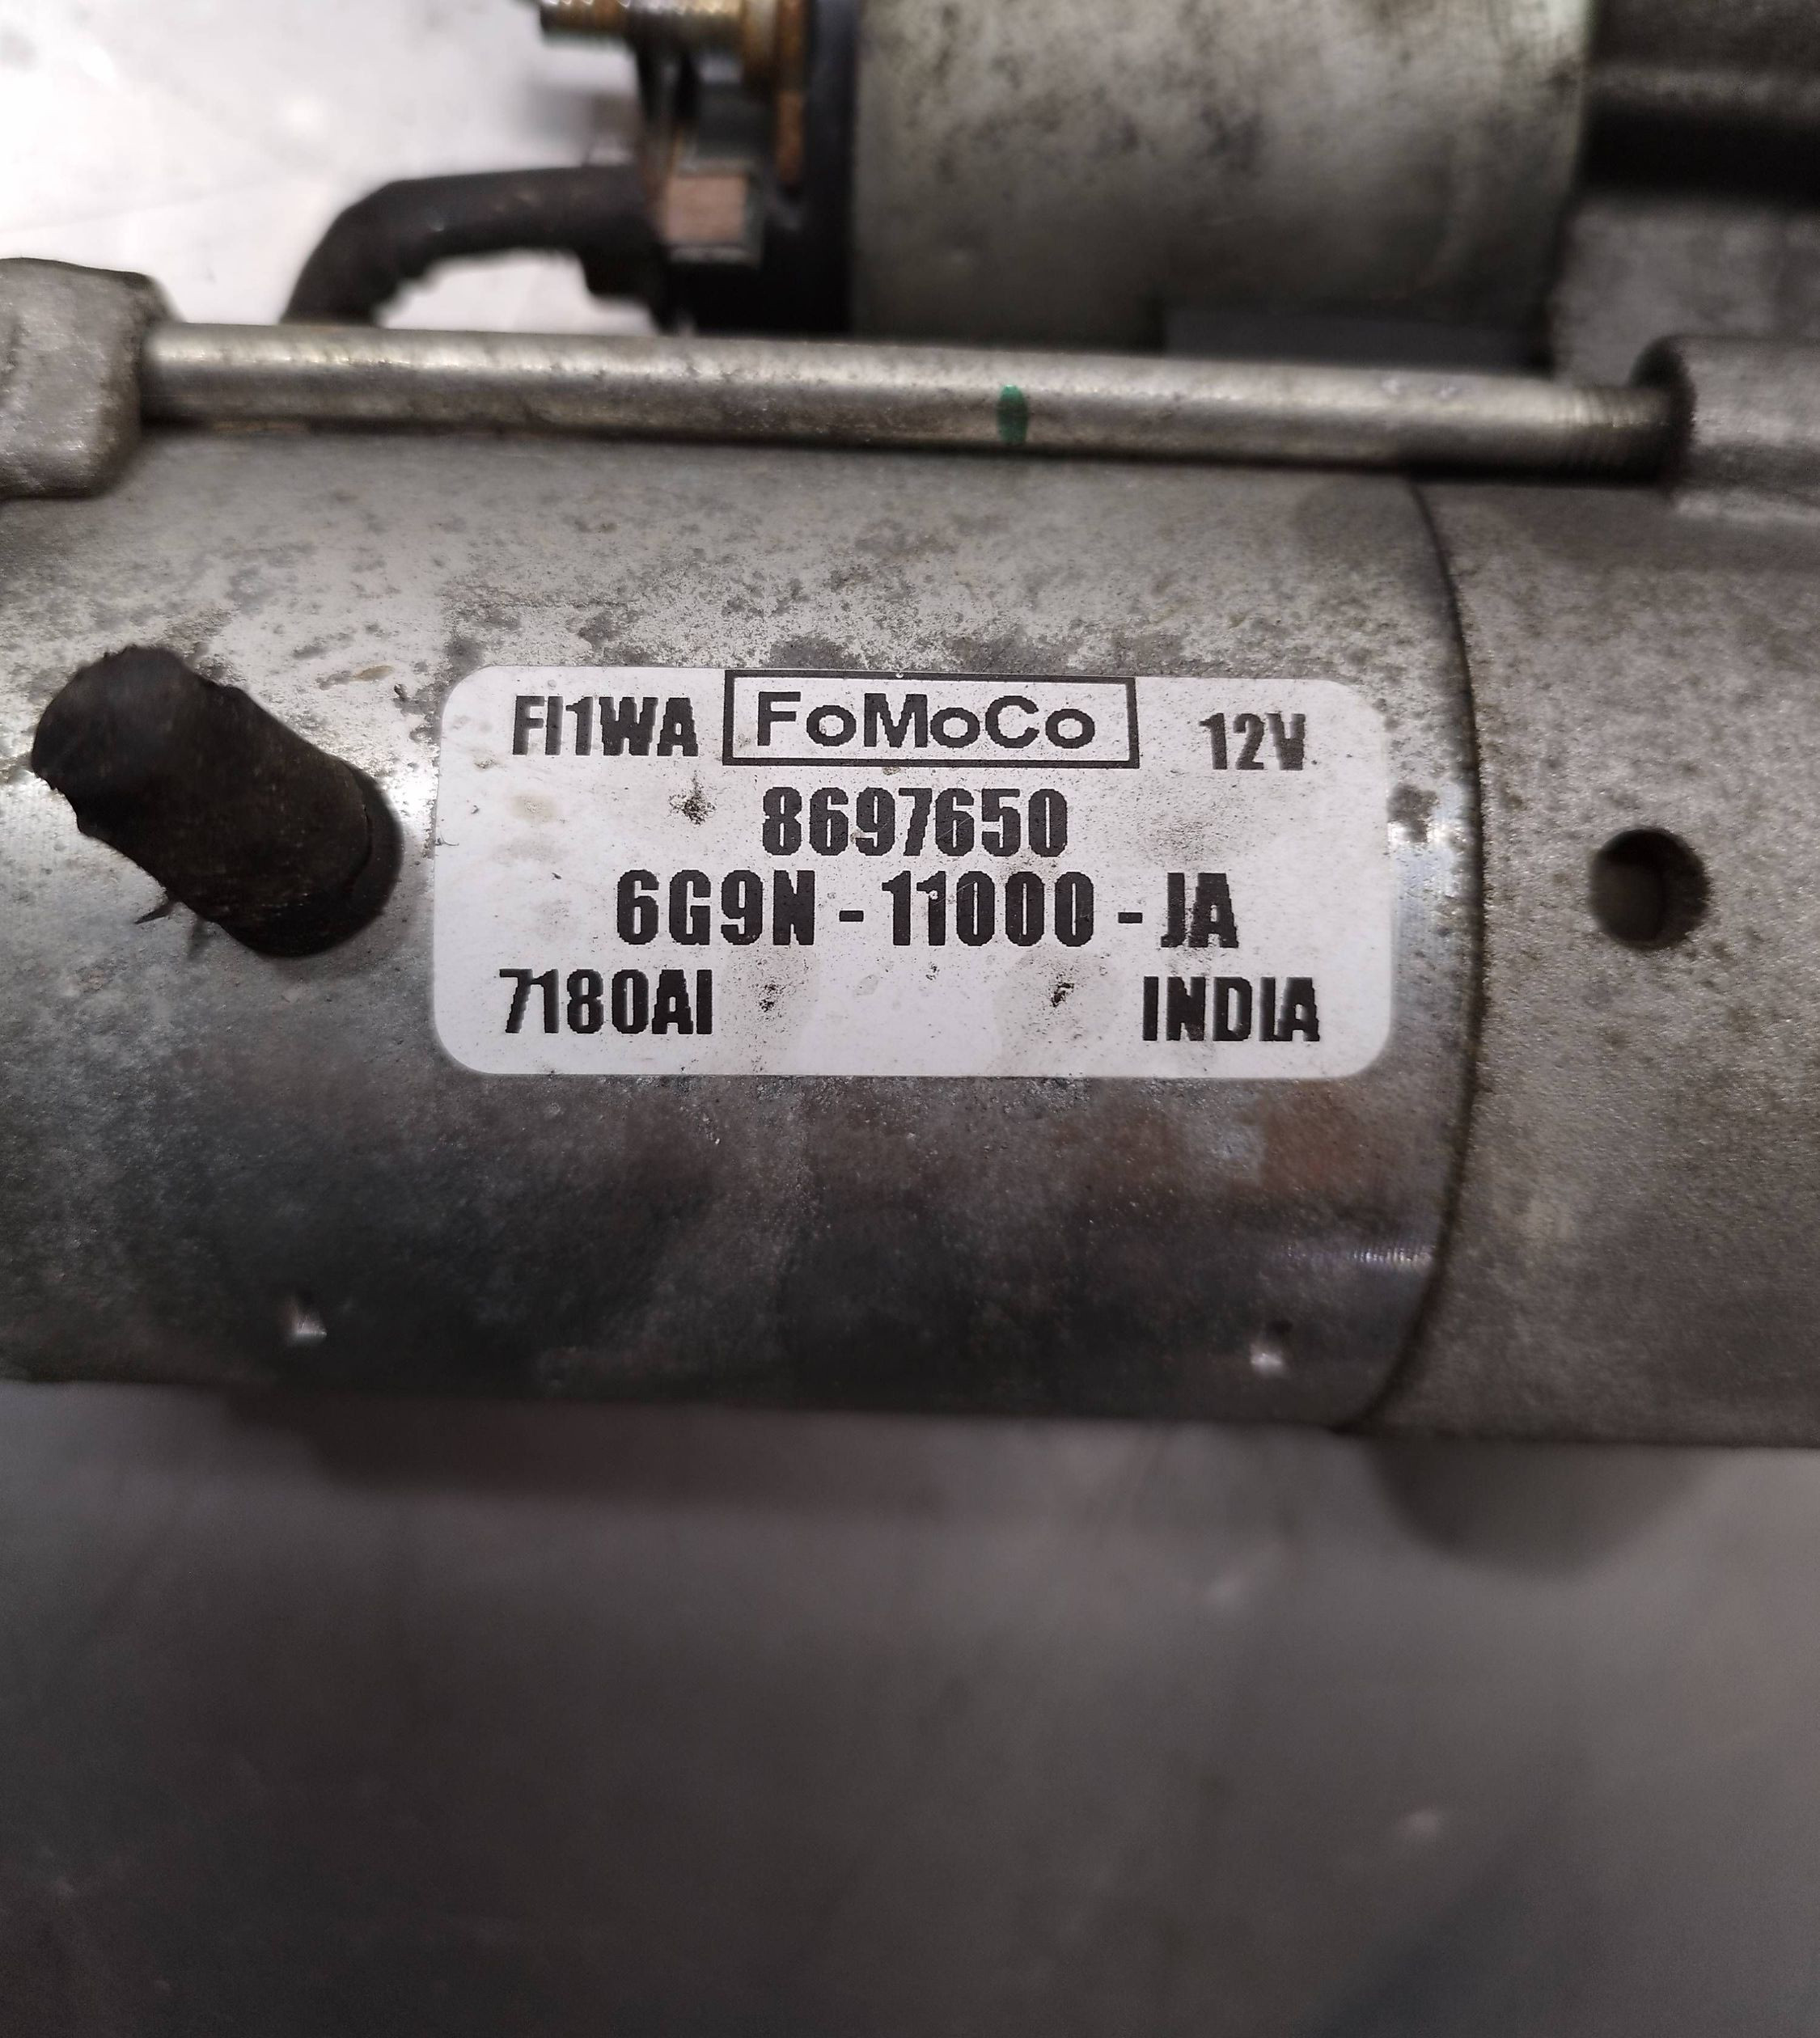 FI1WA FoMoCo 12V
8697650
6G9N - 11000 - JA
7180AI INDIA